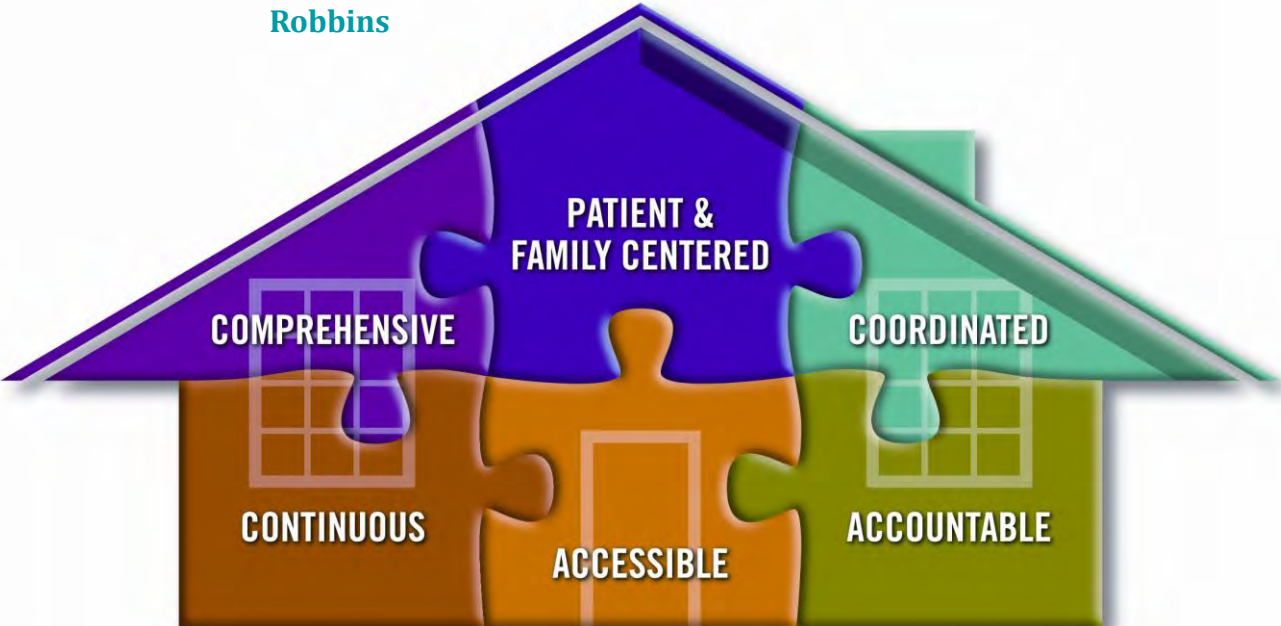 Robbins
PATIENT &
FAMILY CENTERED
COMPREHENSIVE
COORDINATED
CONTINUOUS
ACCESSIBLE
ACCOUNTABLE